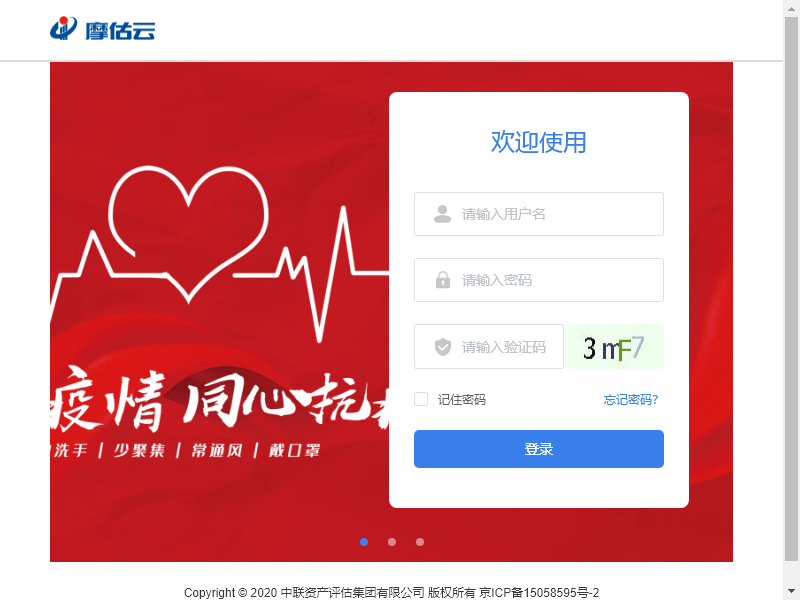 摩估云
欢迎使用
请输入用户名
请输入密码
请输入验证码
3mF7
记住密码
忘记密码?
登录
疫情 同心抗
洗手 | 少聚集 | 常通风 | 戴口罩
Copyright © 2020 中联资产评估集团有限公司 版权所有 京ICP备15058595号-2